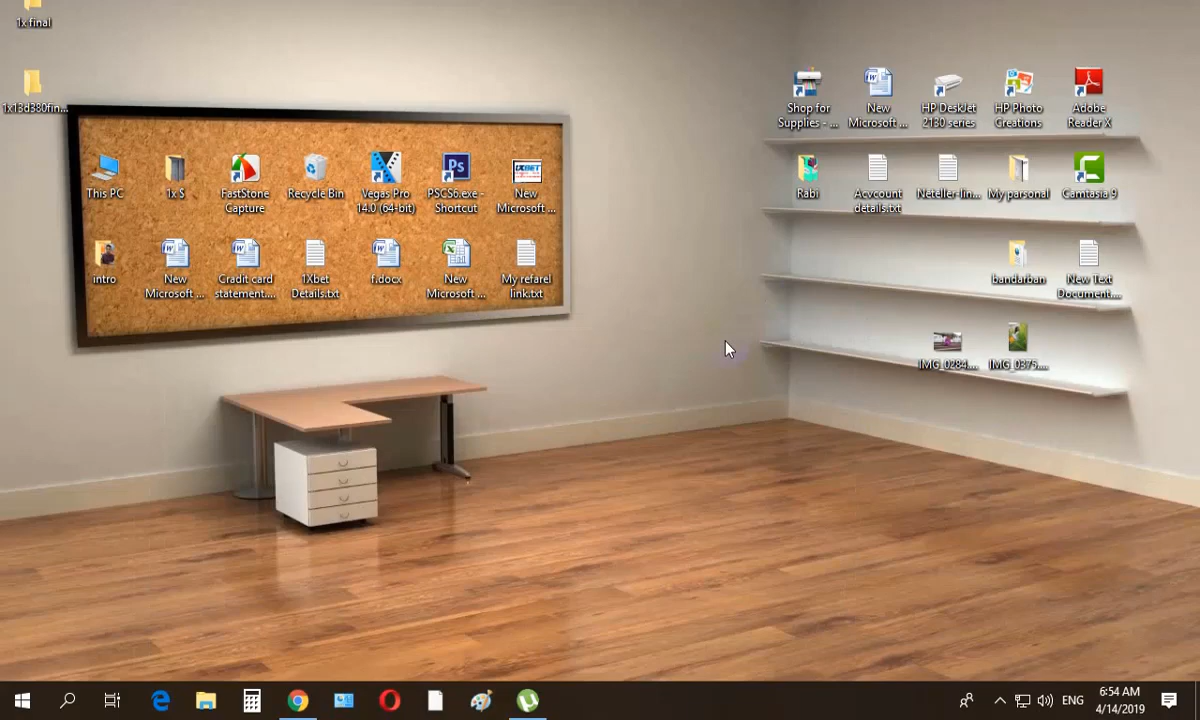 1x final
1x13d380fin...
This PC
1x $
FastStone
Capture
Recycle Bin
Vegas Pro
14.0 (64-bit)
Ps
PSCS6.exe -
Shortcut
1XBET
New
Microsoft ...
intro
New
Microsoft ...
Cradit card
statement....
1Xbet
Details.txt
f.docx
New
Microsoft ...
My refarel
link.txt
Shop for
Supplies - ...
New
Microsoft ...
HP DeskJet
2130 series
HP Photo
Creations
Adobe
Reader X
Rabi
Acvcount
details.txt
Neteller-lin...
My parsonal
Camtasia 9
bandarban
New Text
Document....
IMG_0284....
IMG_0375....
ENG
6:54 AM
4/14/2019